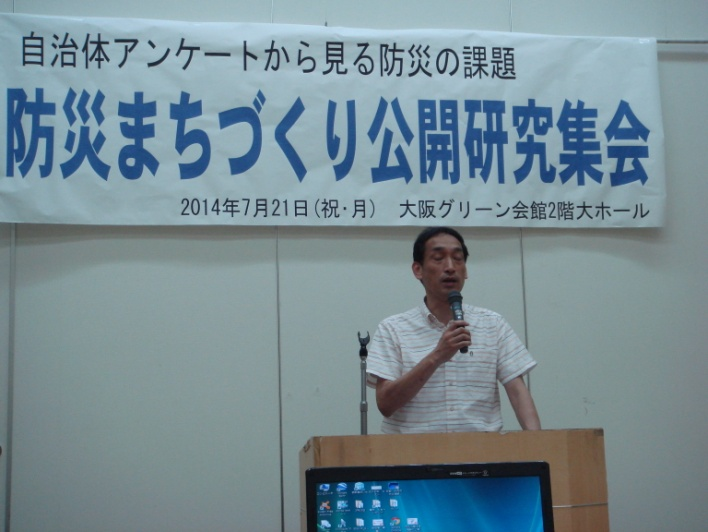 自治体アンケートから見る防災の課題
防災まちづくり公開研究集会
2014年7月21日(祝・月)　大阪グリーン会館2階大ホール